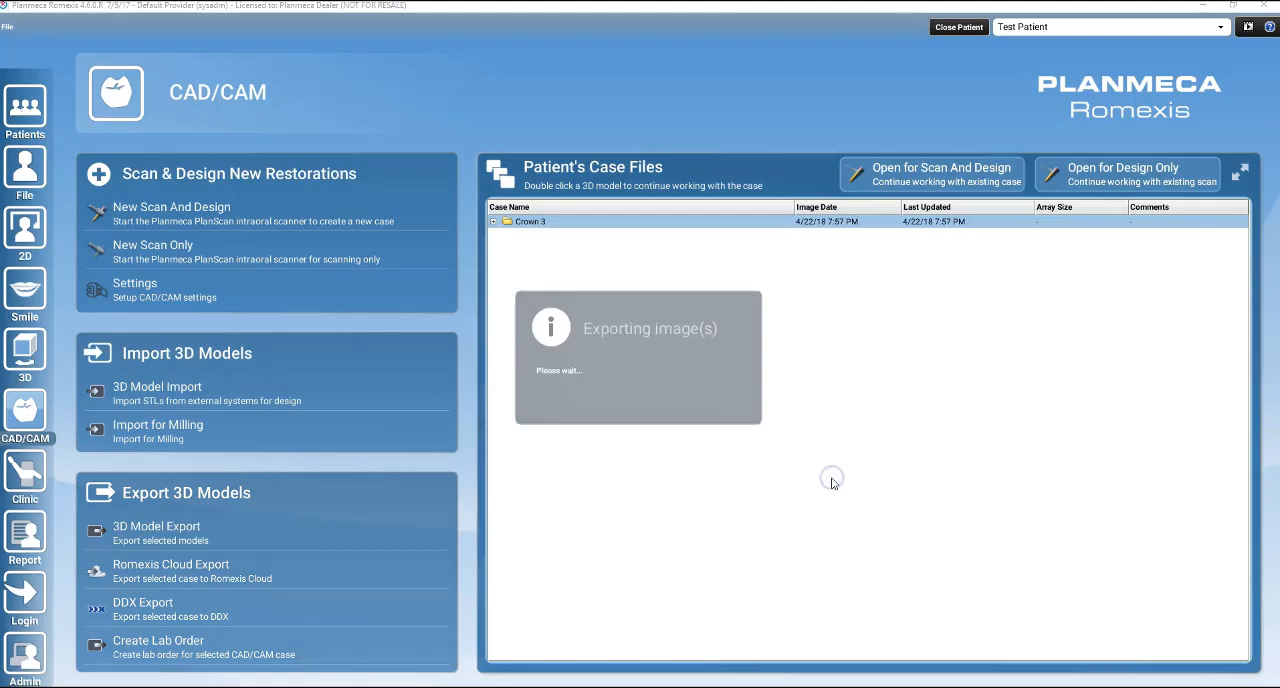 Planmeca Romexis 4.6.0.R 7/5/17 - Default Provider (sysadm) - Licensed to: Planmeca Dealer (NOT FOR RESALE)
File
Close Patient
Test Patient
Patients
File
2D
Smile
3D
CAD/CAM
Clinic
Report
Login
Admin
CAD/CAM
PLANMECA
Romexis
Scan & Design New Restorations
New Scan And Design
Start the Planmeca PlanScan intraoral scanner to create a new case
New Scan Only
Start the Planmeca PlanScan intraoral scanner for scanning only
Settings
Setup CAD/CAM settings
Import 3D Models
3D Model Import
Import STLs from external systems for design
Import for Milling
Import for Milling
Export 3D Models
3D Model Export
Export selected models
Romexis Cloud Export
Export selected case to Romexis Cloud
DDX Export
Export selected case to DDX
Create Lab Order
Create lab order for selected CAD/CAM case
Patient's Case Files
Double click a 3D model to continue working with the case
Open for Scan And Design
Continue working with existing case
Open for Design Only
Continue working with existing scan
Case Name Image Date Last Updated Array Size Comments
Crown 3 4/22/18 7:57 PM 4/22/18 7:57 PM - -
Exporting image(s)
Please wait...